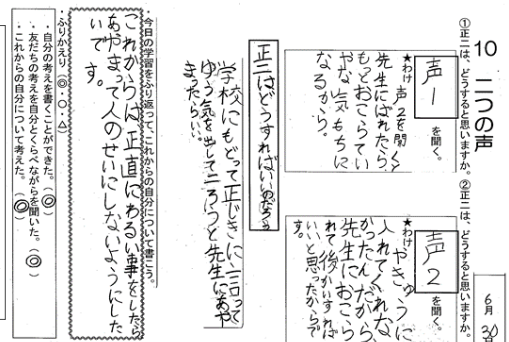 10 二つの声
①正二は、どうすると思いますか。
声1
を聞く。
★わけ 声2を聞くと
先生にばれたら、
もっとおこられてい
やな気もちに
なるから。
②正二は、どうすると思いますか。
声2
を聞く。
★わけ やきゅうに
入れてくれな
かったんだから、
先生におこら
れて後かいすれば
いいと思ったからで
す。
6月30日
正二はどうすればいいのだろう
学校にもどって正じきに言って
ゆう気を出して二ろうと先生にあや
まったらいい。
・今日の学習をふり返って、これからの自分について書こう。
これからは正直にわるい事をしたら
あやまって人のせいにしないようにした
いです。
・ふりかえり（◎・○・△）
・自分の考えを書くことができた。（◎）
・友だちの考えを自分とくらべながらを聞いた。（◎）
・これからの自分について考えた。（◎）